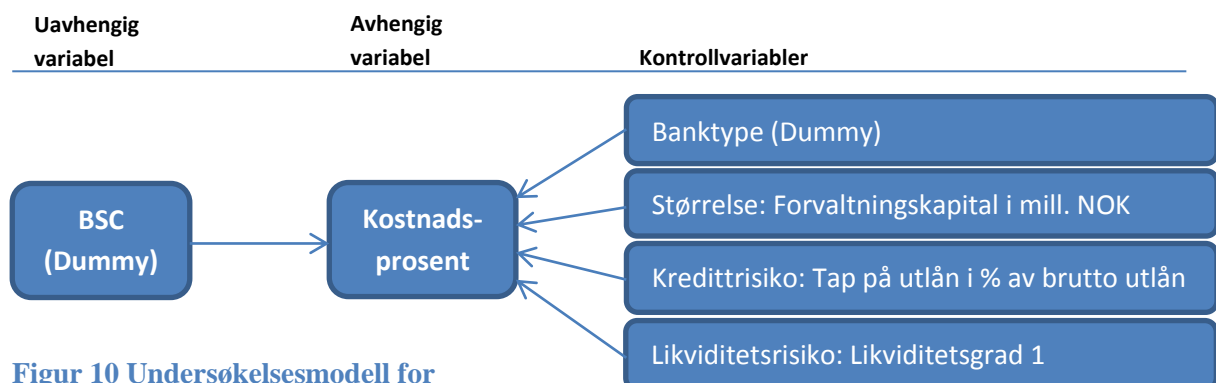 Uavhengig
variabel
Avhengig
variabel
Kontrollvariabler
BSC
(Dummy)
Kostnads-
prosent
Banktype (Dummy)
Størrelse: Forvaltningskapital i mill. NOK
Kredittrisiko: Tap på utlån i % av brutto utlån
Likviditetsrisiko: Likviditetsgrad 1
Figur 10 Undersøkelsesmodell for